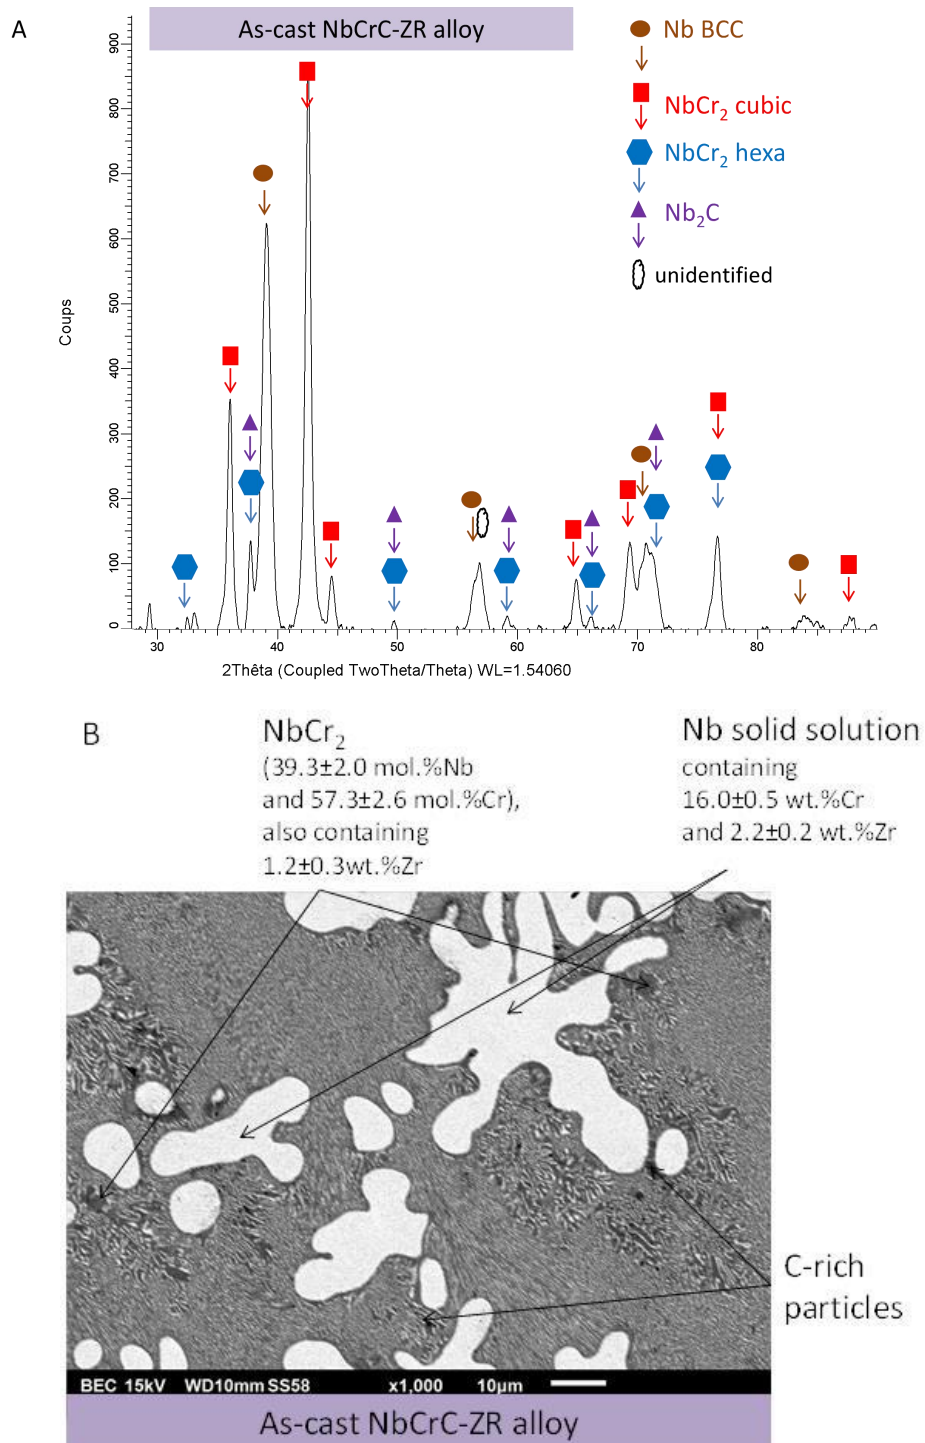 A
As-cast NbCrC-ZR alloy
Nb BCC
NbCr₂ cubic
NbCr₂ hexa
Nb₂C
unidentified
Coups
900
800
700
600
500
400
300
200
100
0
30 40 50 60 70 80
2Thêta (Coupled TwoTheta/Theta) WL=1.54060
B
NbCr₂
(39.3±2.0 mol.%Nb
and 57.3±2.6 mol.%Cr),
also containing
1.2±0.3wt.%Zr
Nb solid solution
containing
16.0±0.5 wt.%Cr
and 2.2±0.2 wt.%Zr
C-rich
particles
BEC 15kV WD10mm SS58 x1,000 10µm
As-cast NbCrC-ZR alloy